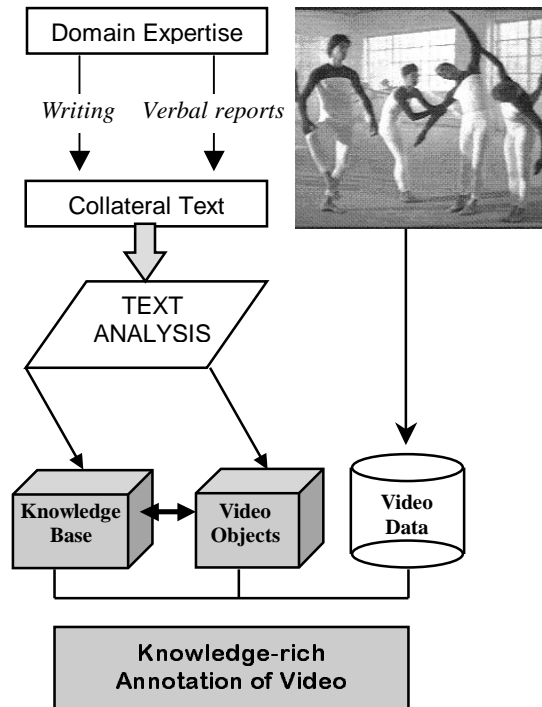 Domain Expertise
Writing
Verbal reports
Collateral Text
TEXT
ANALYSIS
Knowledge
Base
Video
Objects
Video
Data
Knowledge-rich
Annotation of Video